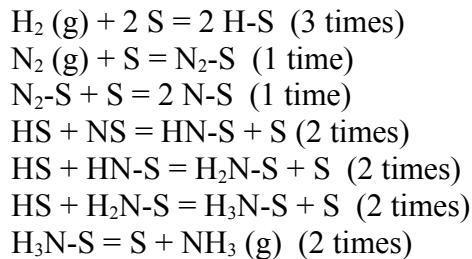 H₂ (g) + 2 S = 2 H-S (3 times)
N₂ (g) + S = N₂-S (1 time)
N₂-S + S = 2 N-S (1 time)
HS + NS = HN-S + S (2 times)
HS + HN-S = H₂N-S + S (2 times)
HS + H₂N-S = H₃N-S + S (2 times)
H₃N-S = S + NH₃ (g) (2 times)